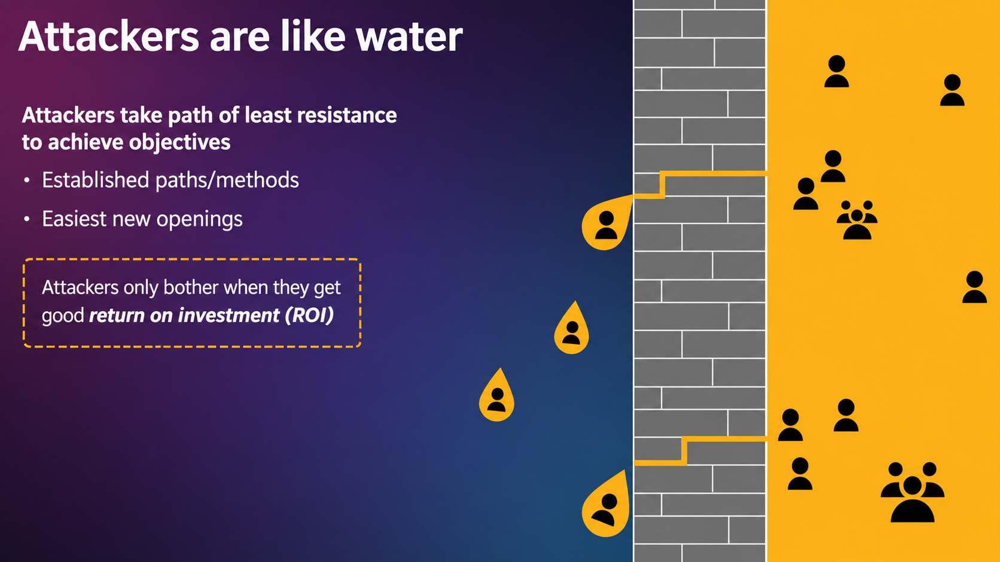 Attackers are like water
Attackers take path of least resistance
to achieve objectives
• Established paths/methods
• Easiest new openings
Attackers only bother when they get
good return on investment (ROI)